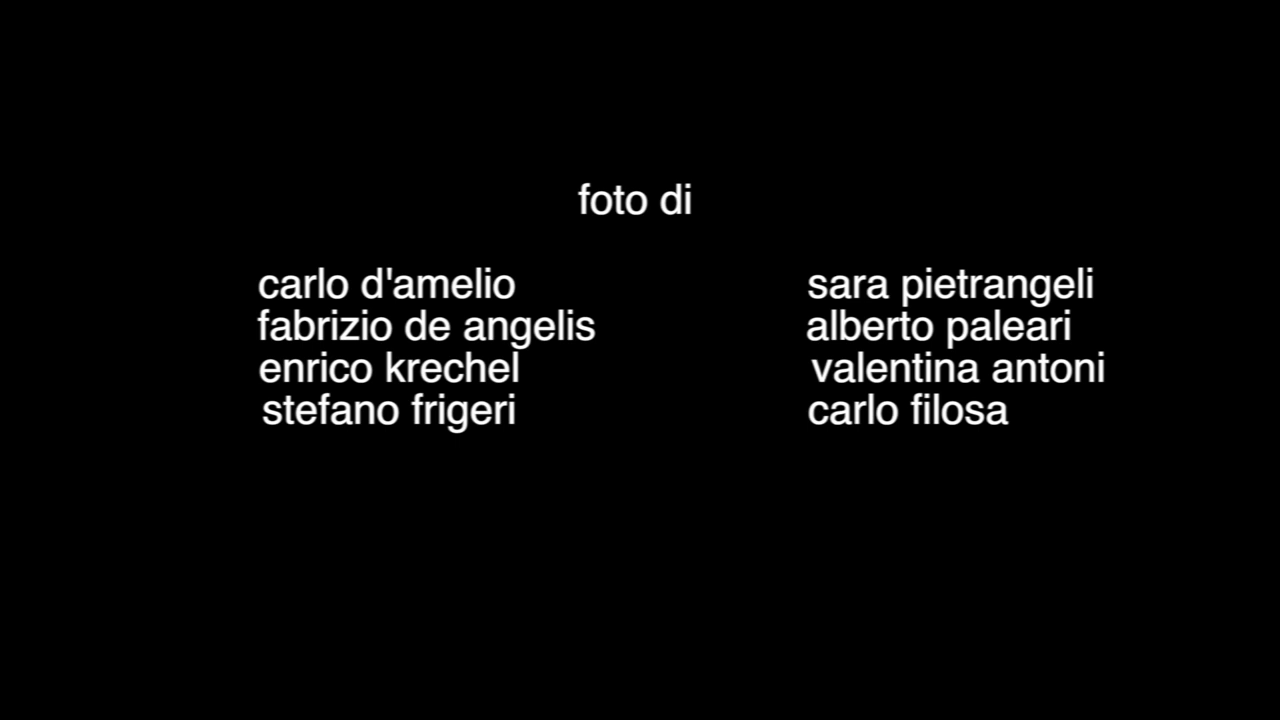 foto di
carlo d'amelio
fabrizio de angelis
enrico krechel
stefano frigeri
sara pietrangeli
alberto paleari
valentina antoni
carlo filosa